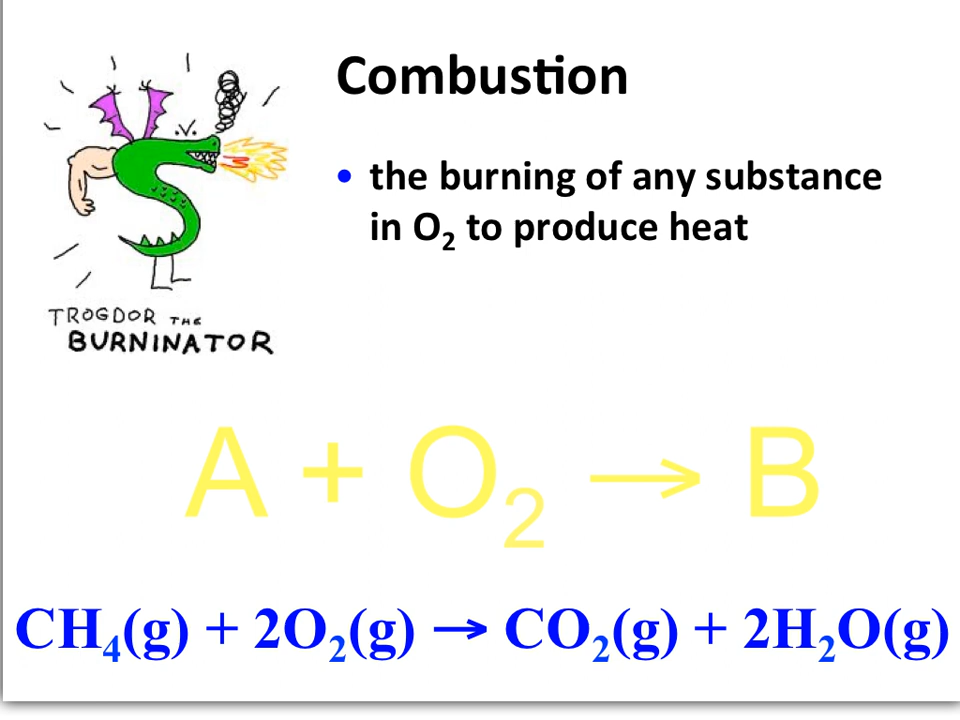 Combustion
• the burning of any substance
in O₂ to produce heat
TROGDOR THE
BURNINATOR
A + O₂ → B
CH₄(g) + 2O₂(g) → CO₂(g) + 2H₂O(g)